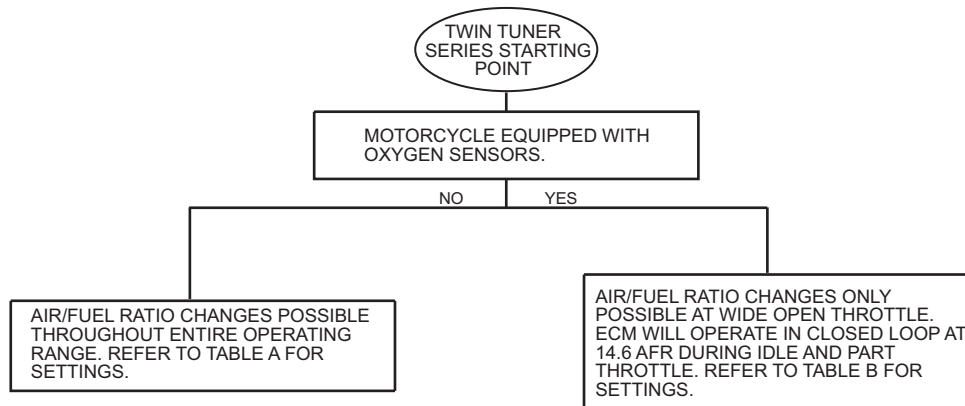 TWIN TUNER
SERIES STARTING
POINT
MOTORCYCLE EQUIPPED WITH
OXYGEN SENSORS.
NO
YES
AIR/FUEL RATIO CHANGES POSSIBLE
THROUGHOUT ENTIRE OPERATING
RANGE. REFER TO TABLE A FOR
SETTINGS.
AIR/FUEL RATIO CHANGES ONLY
POSSIBLE AT WIDE OPEN THROTTLE.
ECM WILL OPERATE IN CLOSED LOOP AT
14.6 AFR DURING IDLE AND PART
THROTTLE. REFER TO TABLE B FOR
SETTINGS.